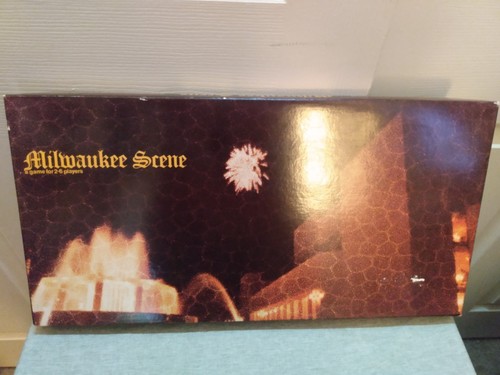 Milwaukee Scene
a game for 2-6 players